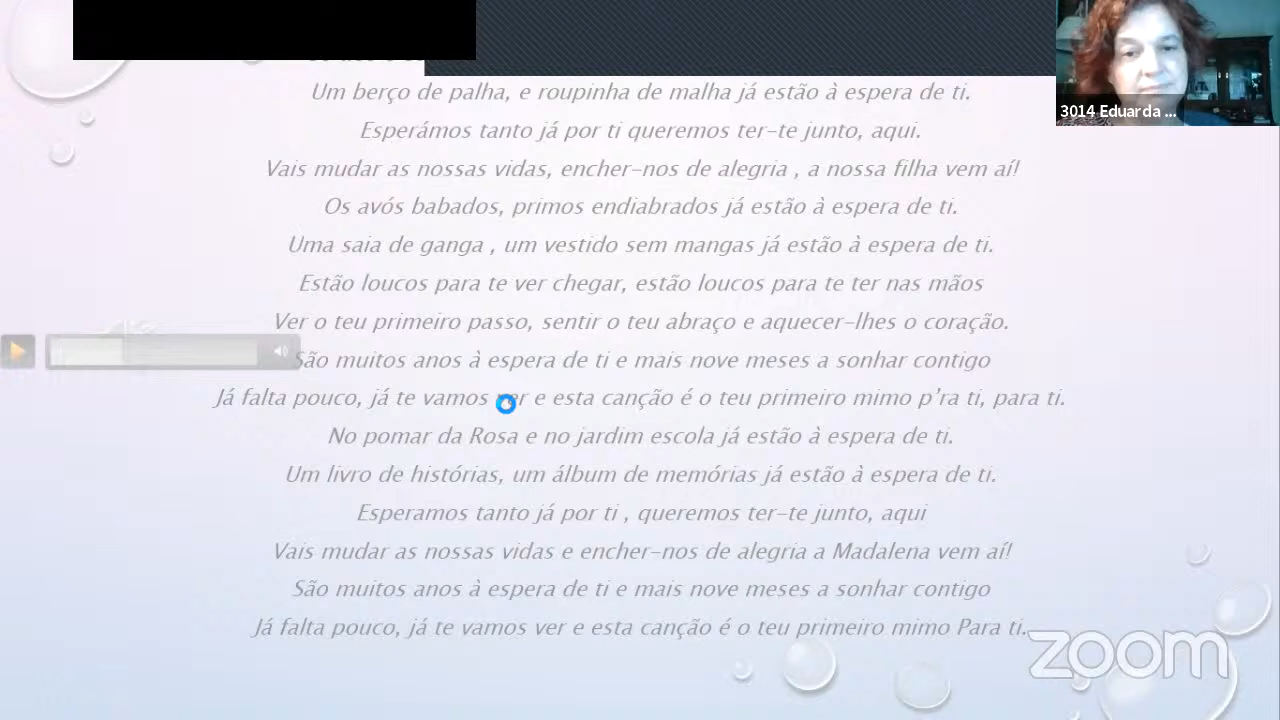 Um berço de palha, e roupinha de malha já estão à espera de ti.
Esperámos tanto já por ti queremos ter-te junto, aqui.
Vais mudar as nossas vidas, encher-nos de alegria , a nossa filha vem aí!
Os avós babados, primos endiabrados já estão à espera de ti.
Uma saia de ganga , um vestido sem mangas já estão à espera de ti.
Estão loucos para te ver chegar, estão loucos para te ter nas mãos
Ver o teu primeiro passo, sentir o teu abraço e aquecer-lhes o coração.
São muitos anos à espera de ti e mais nove meses a sonhar contigo
Já falta pouco, já te vamos ver e esta canção é o teu primeiro mimo p'ra ti, para ti.
No pomar da Rosa e no jardim escola já estão à espera de ti.
Um livro de histórias, um álbum de memórias já estão à espera de ti.
Esperamos tanto já por ti , queremos ter-te junto, aqui
Vais mudar as nossas vidas e encher-nos de alegria a Madalena vem aí!
São muitos anos à espera de ti e mais nove meses a sonhar contigo
Já falta pouco, já te vamos ver e esta canção é o teu primeiro mimo Para ti.
3014 Eduarda ...
zoom